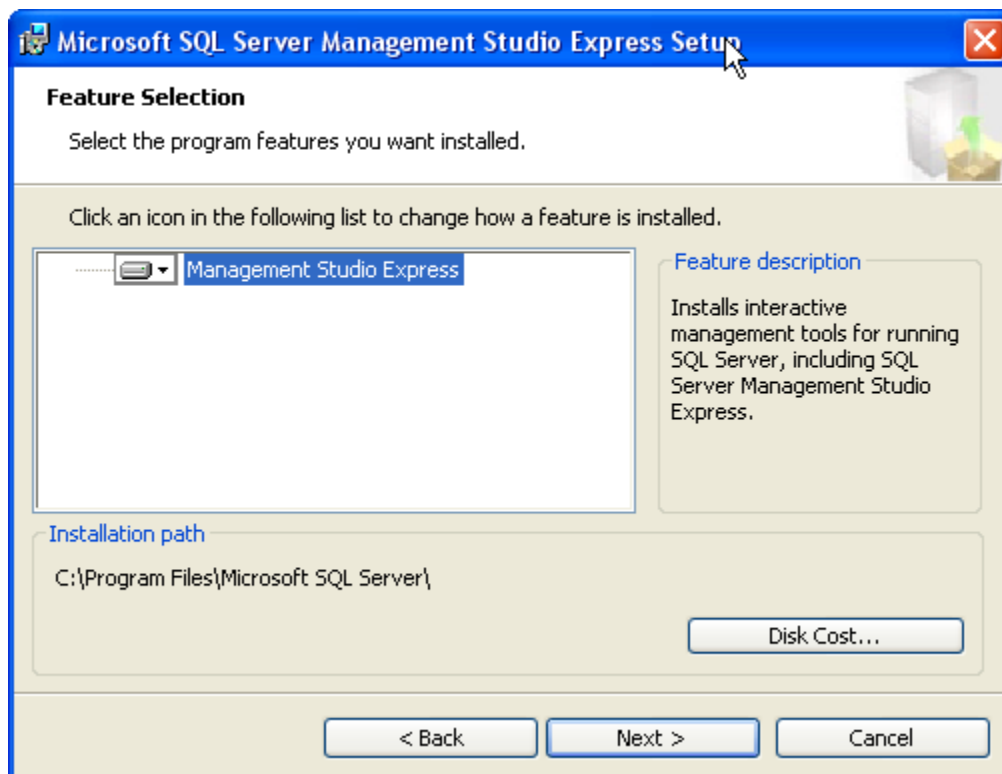 Microsoft SQL Server Management Studio Express Setup
Feature Selection
Select the program features you want installed.
Click an icon in the following list to change how a feature is installed.
Management Studio Express
Feature description
Installs interactive
management tools for running
SQL Server, including SQL
Server Management Studio
Express.
Installation path
C:\Program Files\Microsoft SQL Server\
Disk Cost...
< Back
Next >
Cancel